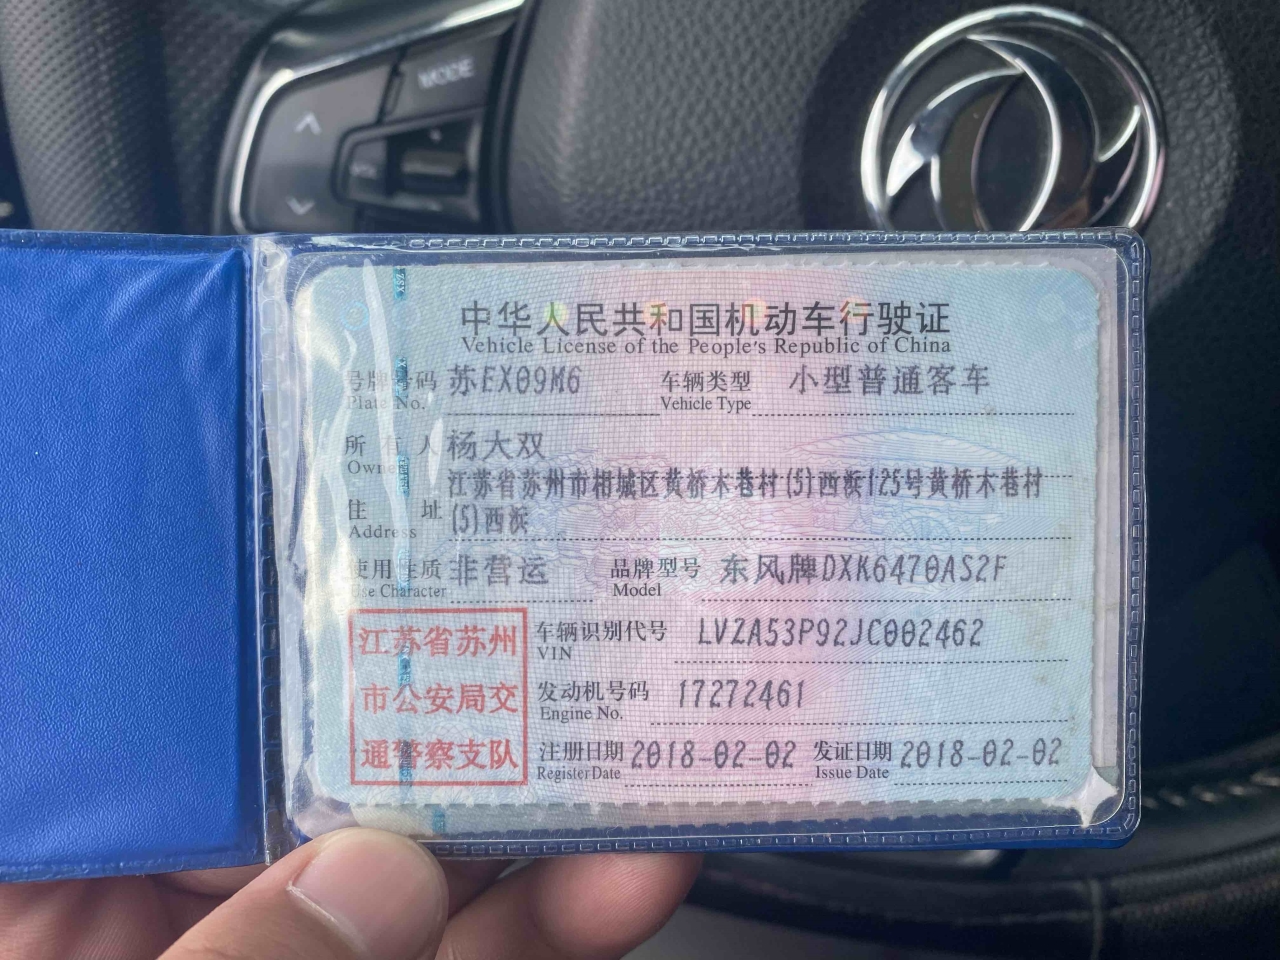 MODE
中华人民共和国机动车行驶证
Vehicle License of the People's Republic of China
号牌号码 苏EX09M6 车辆类型 小型普通客车
Plate No. Vehicle Type
所有人 杨大双
Owner
江苏省苏州市相城区黄桥木巷村(5)西浜125号黄桥木巷村
住址 (5)西浜
Address
使用性质 非营运 品牌型号 东风牌DXK6470AS2F
Use Character Model
江苏省苏州
市公安局交
通警察支队
车辆识别代号 LVZA53P92JC002462
VIN
发动机号码 17272461
Engine No.
注册日期 2018-02-02 发证日期 2018-02-02
Register Date Issue Date